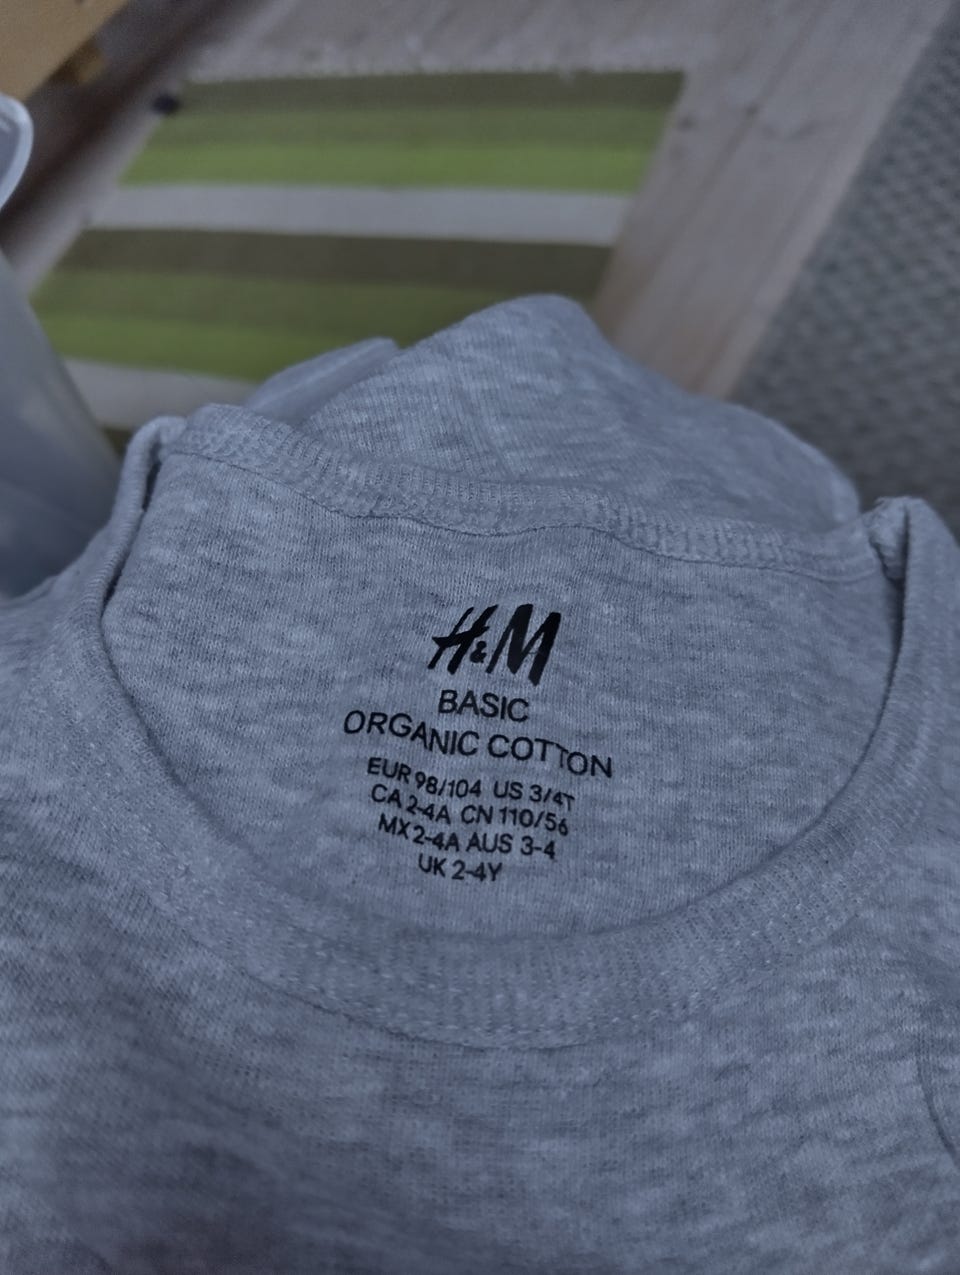 H&M
BASIC
ORGANIC COTTON
EUR 98/104 US 3/4T
CA 2-4A CN 110/56
MX 2-4A AUS 3-4
UK 2-4Y